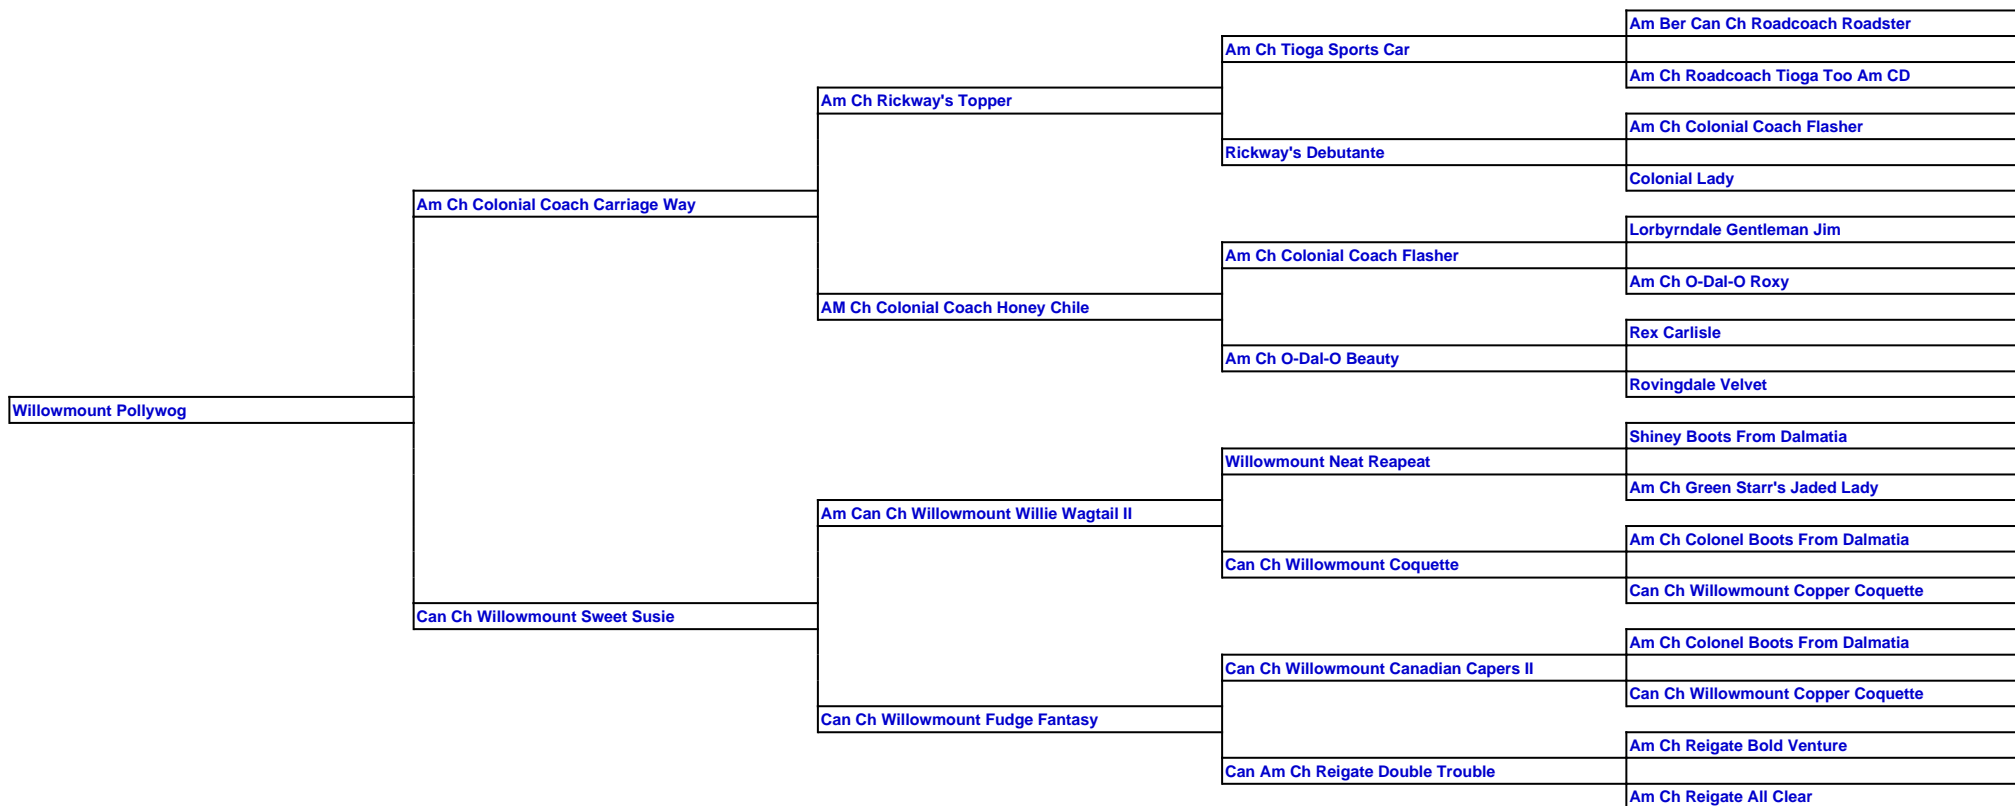 Am Ber Can Ch Roadcoach Roadster
Am Ch Tioga Sports Car
Am Ch Roadcoach Tioga Too Am CD
Am Ch Rickway's Topper
Am Ch Colonial Coach Flasher
Rickway's Debutante
Colonial Lady
Am Ch Colonial Coach Carriage Way
Lorbyrndale Gentleman Jim
Am Ch Colonial Coach Flasher
Am Ch O-Dal-O Roxy
AM Ch Colonial Coach Honey Chile
Rex Carlisle
Am Ch O-Dal-O Beauty
Rovingdale Velvet
Willowmount Pollywog
Shiney Boots From Dalmatia
Willowmount Neat Reapeat
Am Ch Green Starr's Jaded Lady
Am Can Ch Willowmount Willie Wagtail II
Am Ch Colonel Boots From Dalmatia
Can Ch Willowmount Coquette
Can Ch Willowmount Copper Coquette
Can Ch Willowmount Sweet Susie
Am Ch Colonel Boots From Dalmatia
Can Ch Willowmount Canadian Capers II
Can Ch Willowmount Copper Coquette
Can Ch Willowmount Fudge Fantasy
Am Ch Reigate Bold Venture
Can Am Ch Reigate Double Trouble
Am Ch Reigate All Clear